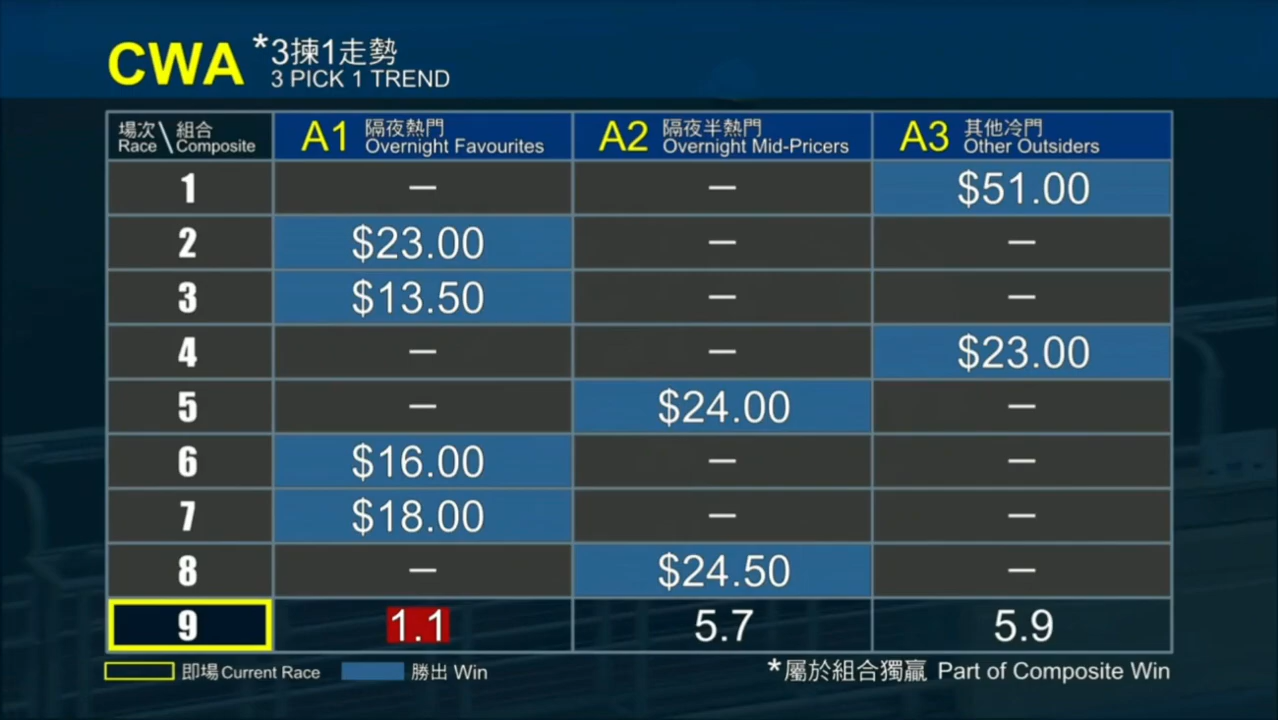 CWA *3揀1走勢
3 PICK 1 TREND
場次\組合 A1 隔夜熱門 A2 隔夜半熱門 A3 其他冷門
Race\Composite Overnight Favourites Overnight Mid-Pricers Other Outsiders
1 — — $51.00
2 $23.00 — —
3 $13.50 — —
4 — — $23.00
5 — $24.00 —
6 $16.00 — —
7 $18.00 — —
8 — $24.50 —
9 1.1 5.7 5.9
即場 Current Race 勝出 Win *屬於組合獨贏 Part of Composite Win